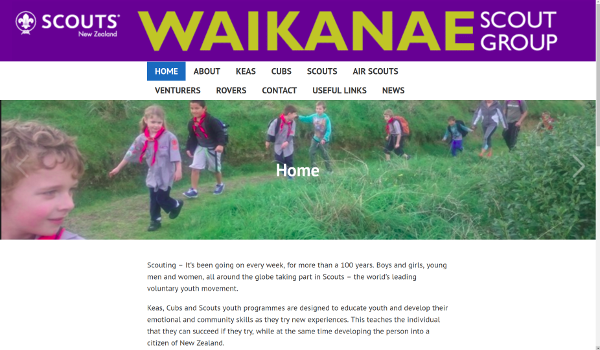 SCOUTS
New Zealand
WAIKANAE SCOUT GROUP
HOME ABOUT KEAS CUBS SCOUTS AIR SCOUTS
VENTURERS ROVERS CONTACT USEFUL LINKS NEWS
Home
Scouting – it's been going on every week, for more than a 100 years. Boys and girls, young
men and women, all around the globe taking part in Scouts – the world's leading
voluntary youth movement.
Keas, Cubs and Scouts youth programmes are designed to educate youth and develop their
emotional and community skills as they try new experiences. This teaches the individual
that they can succeed if they try, while at the same time developing the person into a
citizen of New Zealand.